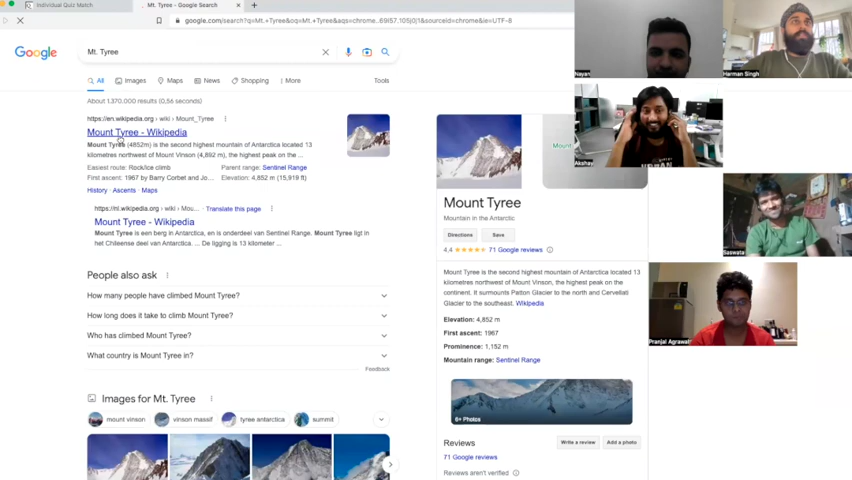 Individual Quiz Match
Mt. Tyree - Google Search
google.com/search?q=Mt.+Tyree&oq=Mt.+Tyree&aqs=chrome..69i57.105j0j1&sourceid=chrome&ie=UTF-8
Google
Mt. Tyree
All
Images
Maps
News
Shopping
More
Tools
About 1.370.000 results (0,56 seconds)
https://en.wikipedia.org › wiki › Mount_Tyree
Mount Tyree - Wikipedia
Mount Tyree (4852m) is the second highest mountain of Antarctica located 13
kilometres northwest of Mount Vinson (4,892 m), the highest peak on the ...
Easiest route: Rock/ice climb
Parent range: Sentinel Range
First ascent: 1967 by Barry Corbet and Jo...
Elevation: 4.852 m (15,919 ft)
History · Ascents · Maps
https://nl.wikipedia.org › wiki › Mou...
Translate this page
Mount Tyree - Wikipedia
Mount Tyree is een berg in Antarctica, en is onderdeel van Sentinel Range. Mount Tyree ligt in
het Chileense deel van Antarctica... De ligging is 13 kilometer ...
People also ask
How many people have climbed Mount Tyree?
How long does it take to climb Mount Tyree?
Who has climbed Mount Tyree?
What country is Mount Tyree in?
Feedback
Images for Mt. Tyree
mount vinson
vinson massif
tyree antarctica
summit
Mount
Mount Tyree
Mountain in the Antarctic
Directions
Save
4,4
71 Google reviews
Mount Tyree is the second highest mountain of Antarctica located 13
kilometres northwest of Mount Vinson, the highest peak on the
continent. It surrounts Patton Glacier to the north and Cervellati
Glacier to the southeast. Wikipedia
Elevation: 4,852 m
First ascent: 1967
Prominence: 1,152 m
Mountain range: Sentinel Range
6+ Photos
Reviews
Write a review
Add a photo
71 Google reviews
Reviews aren't verified
Nayan
Harman Singh
Akshay
Saswata
Pranjal Agrawal